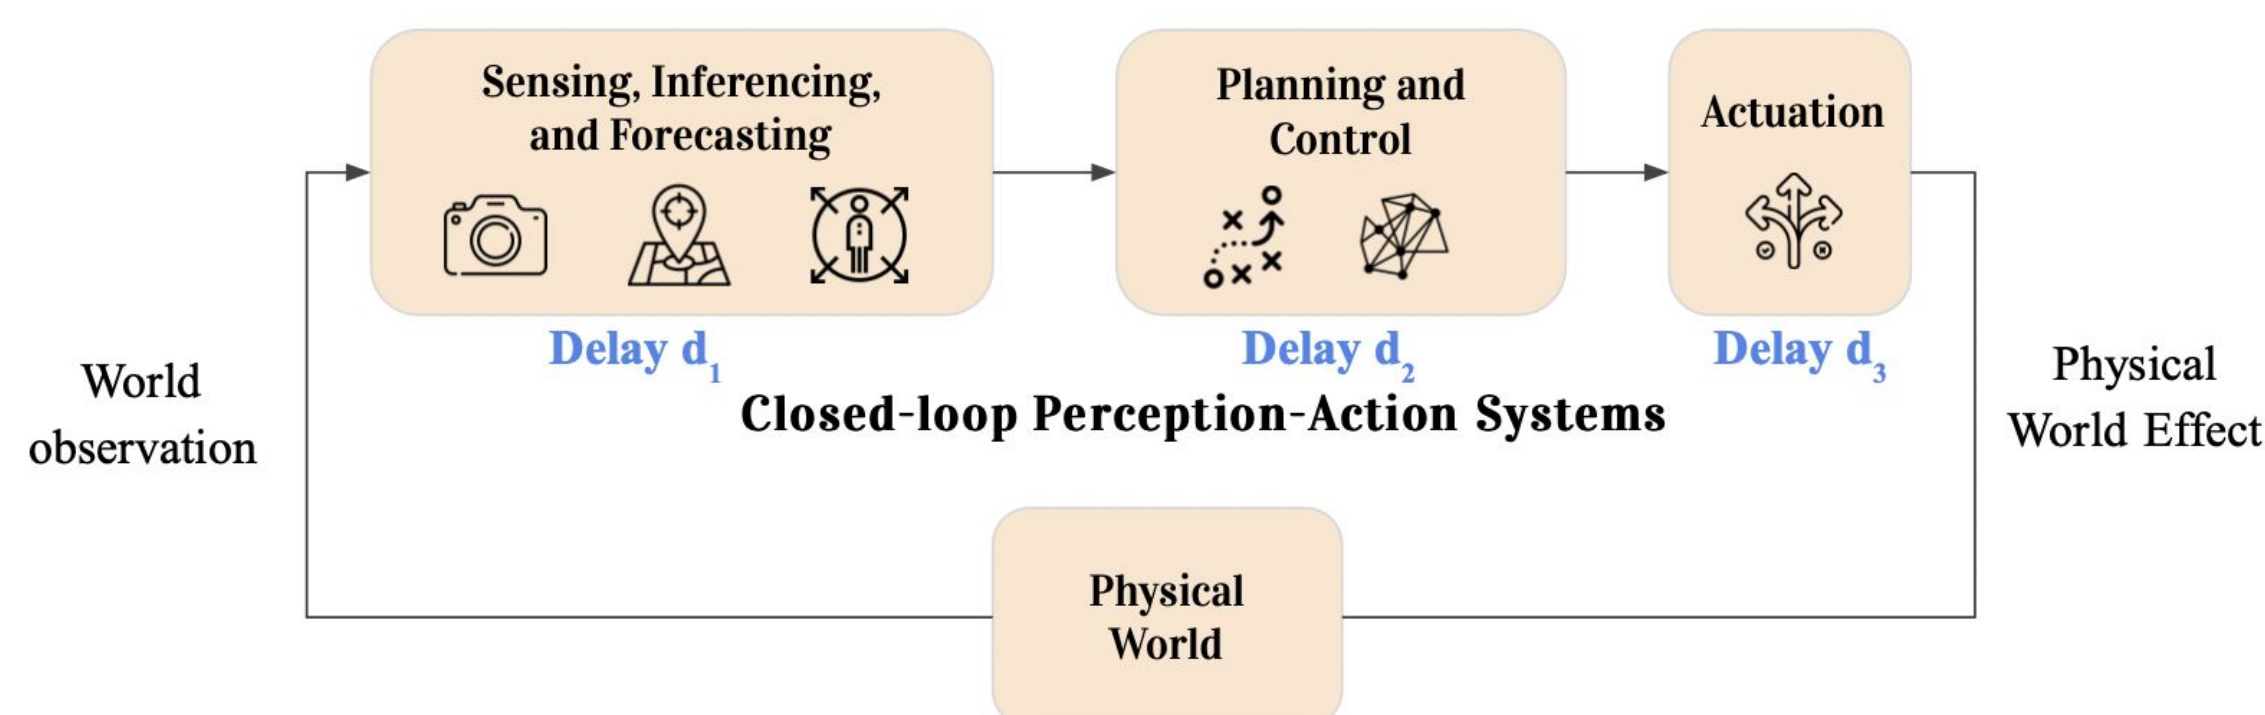 Sensing, Inferencing,
and Forecasting
Planning and
Control
Actuation
Delay d₁
Delay d₂
Delay d₃
World
observation
Closed-loop Perception-Action Systems
Physical
World Effect
Physical
World